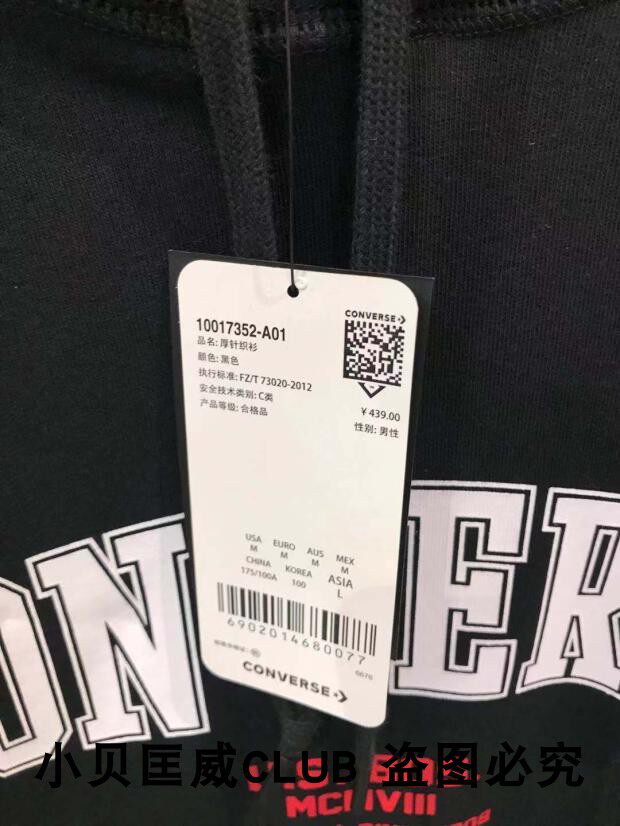 CONVERSE
10017352-A01
品名: 厚针织衫
颜色: 黑色
执行标准: FZ/T 73020-2012
安全技术类别: C类
产品等级: 合格品
¥ 439.00
性别: 男性
USA EURO AUS MEX
M M M M
CHINA KOREA ASIA
175/100A 100 L
6902014680077
CONVERSE
ON ER
小贝匡威CLUB 盗图必究